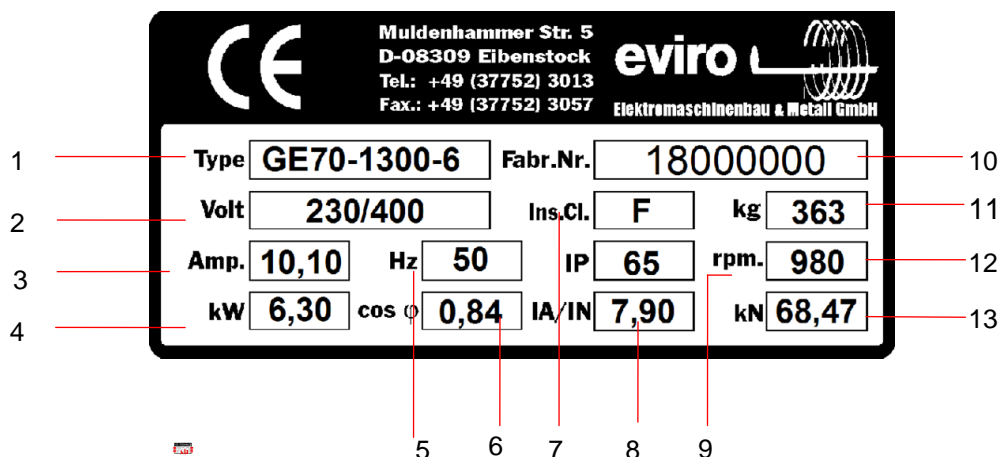 CE
Muldenhammer Str. 5
D-08309 Eibenstock
Tel.: +49 (37752) 3013
Fax.: +49 (37752) 3057
eviro
Elektromaschinenbau & Metall GmbH
1 Type GE70-1300-6 Fabr.Nr. 18000000 10
2 Volt 230/400 Ins.Cl. F kg 363 11
3 Amp. 10,10 Hz 50 IP 65 rpm. 980 12
4 kW 6,30 cos φ 0,84 IA/IN 7,90 kN 68,47 13
5 6 7 8 9